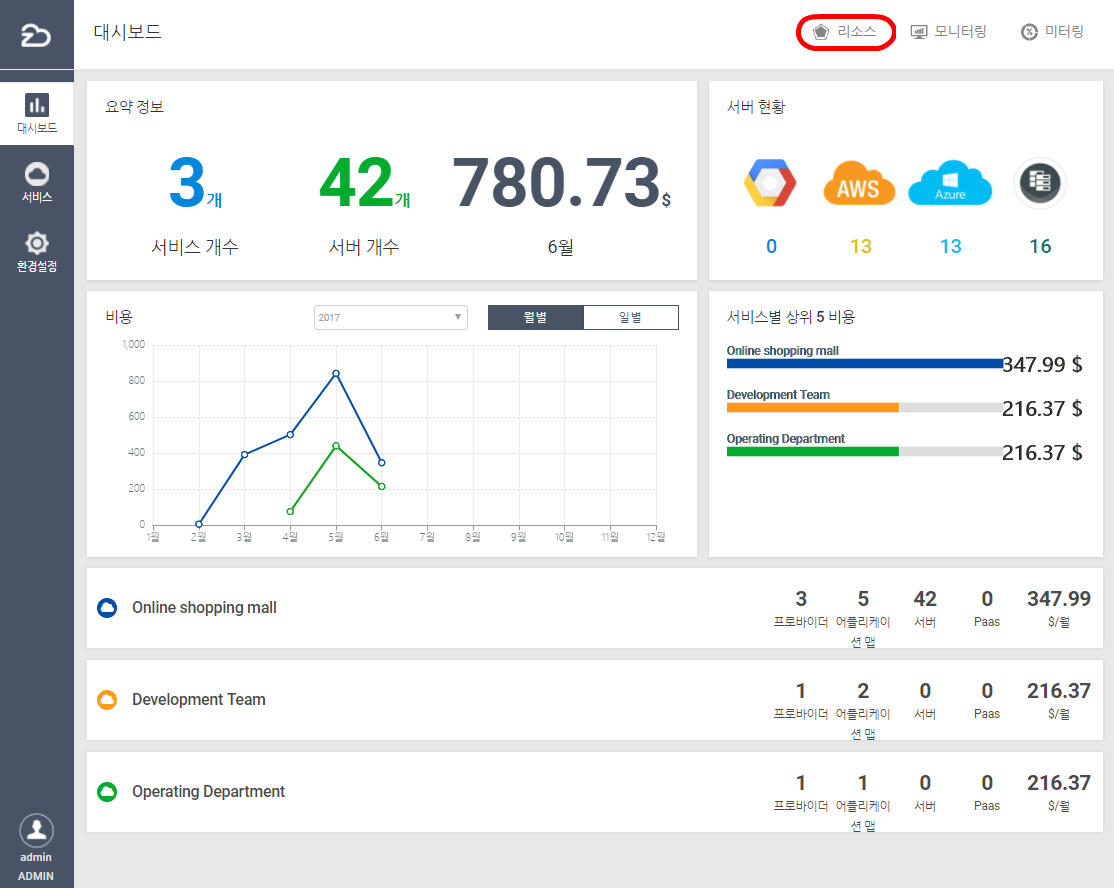 대시보드
리소스
모니터링
미터링
대시보드
서비스
환경설정
admin
ADMIN
요약 정보
3개
42개
780.73$
서비스 개수
서버 개수
6월
서버 현황
AWS
Azure
0
13
13
16
비용
2017
월별
일별
1,000
800
600
400
200
0
1월 2월 3월 4월 5월 6월 7월 8월 9월 10월 11월 12월
서비스별 상위 5 비용
Online shopping mall
347.99 $
Development Team
216.37 $
Operating Department
216.37 $
Online shopping mall
3 5 42 0 347.99
프로바이더 어플리케이 서버 Paas $/월
션 맵
Development Team
1 2 0 0 216.37
프로바이더 어플리케이 서버 Paas $/월
션 맵
Operating Department
1 1 0 0 216.37
프로바이더 어플리케이 서버 Paas $/월
션 맵